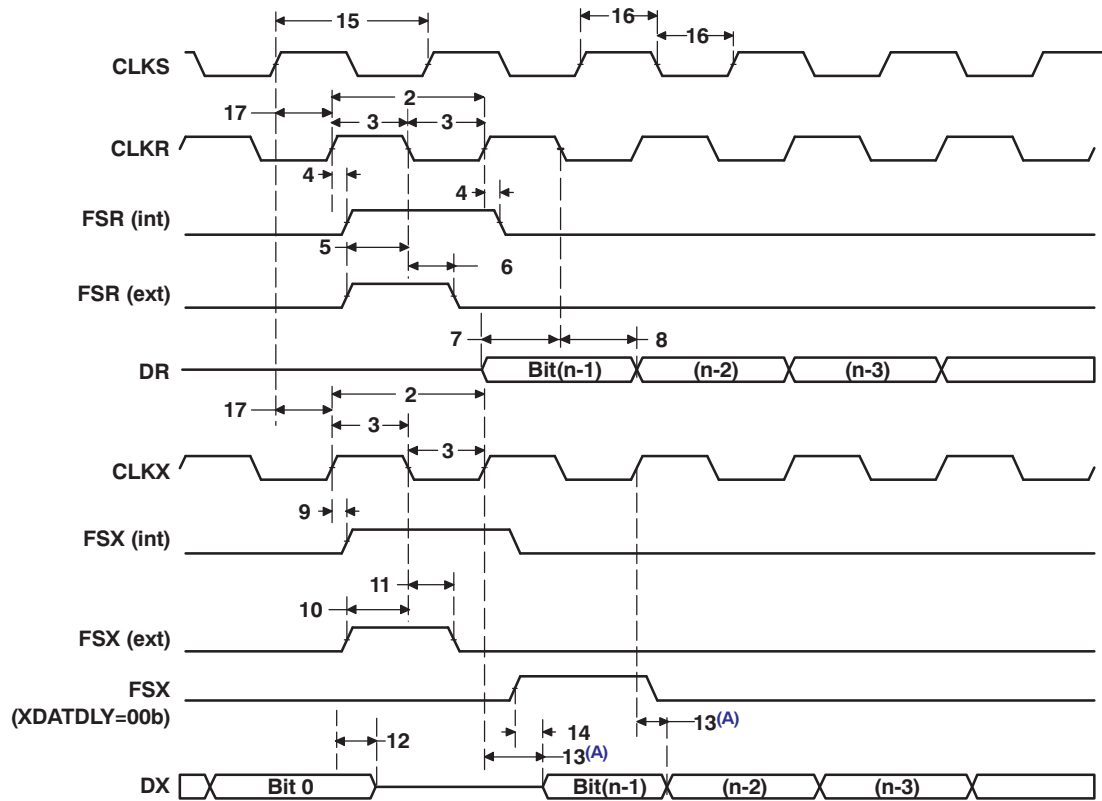 15
16
16
CLKS
2
17
3
3
CLKR
4
4
FSR (int)
5
6
FSR (ext)
7
8
DR
Bit(n-1)
(n-2)
(n-3)
2
17
3
3
CLKX
9
FSX (int)
11
10
FSX (ext)
FSX
(XDATDLY=00b)
13(A)
14
12
13(A)
DX
Bit 0
Bit(n-1)
(n-2)
(n-3)